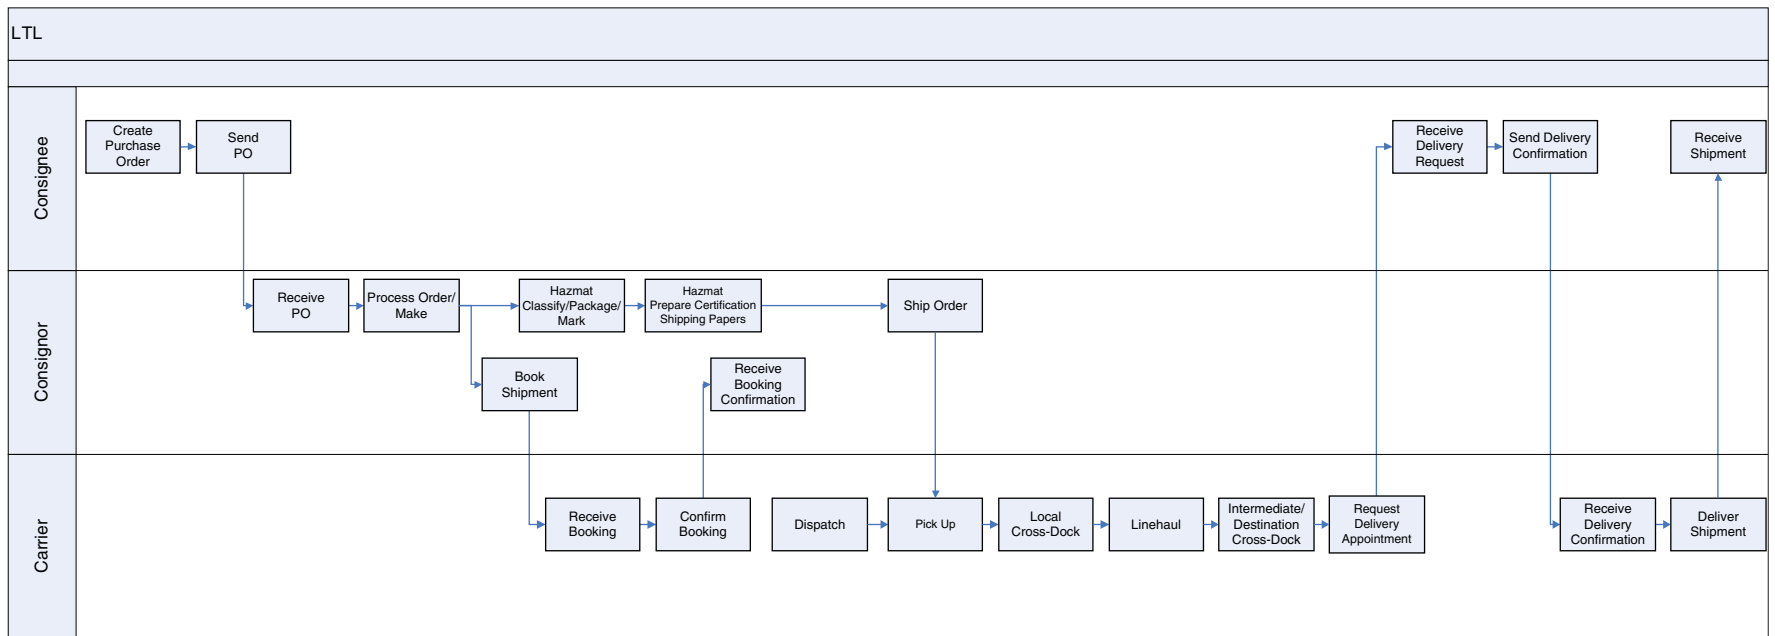 LTL
Consignee
Create
Purchase
Order
Send
PO
Receive
Delivery
Request
Send Delivery
Confirmation
Receive
Shipment
Consignor
Receive
PO
Process Order/
Make
Hazmat
Classify/Package/
Mark
Hazmat
Prepare Certification
Shipping Papers
Ship Order
Book
Shipment
Receive
Booking
Confirmation
Carrier
Receive
Booking
Confirm
Booking
Dispatch
Pick Up
Local
Cross-Dock
Linehaul
Intermediate/
Destination
Cross-Dock
Request
Delivery
Appointment
Receive
Delivery
Confirmation
Deliver
Shipment